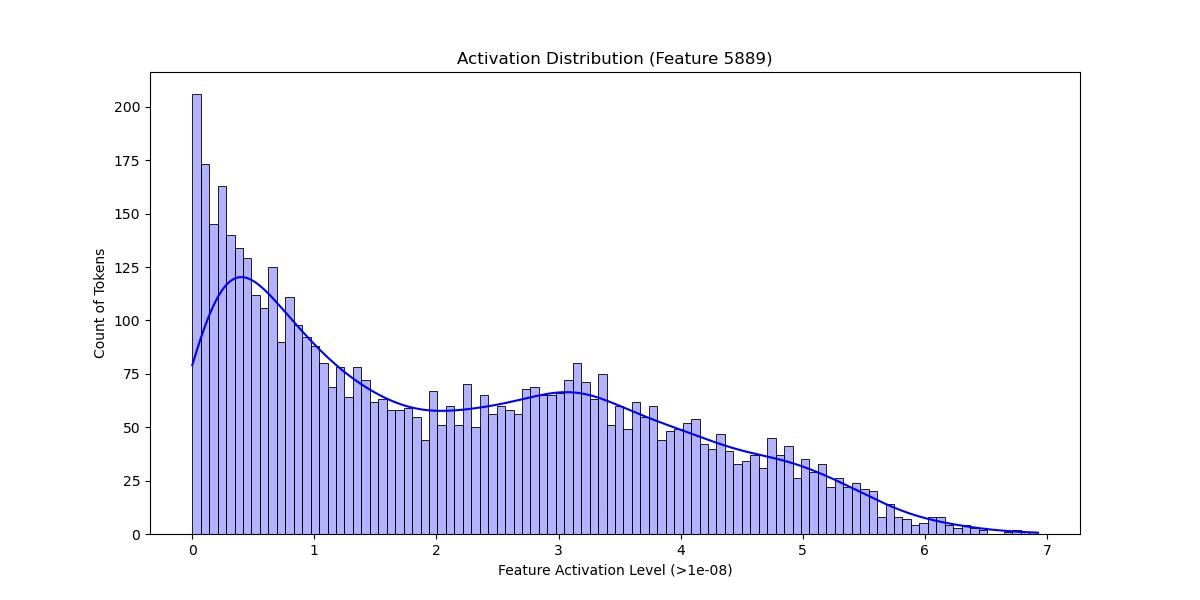 Activation Distribution (Feature 5889)
200
175
150
125
100
75
50
25
0
Count of Tokens
0 1 2 3 4 5 6 7
Feature Activation Level (>1e-08)